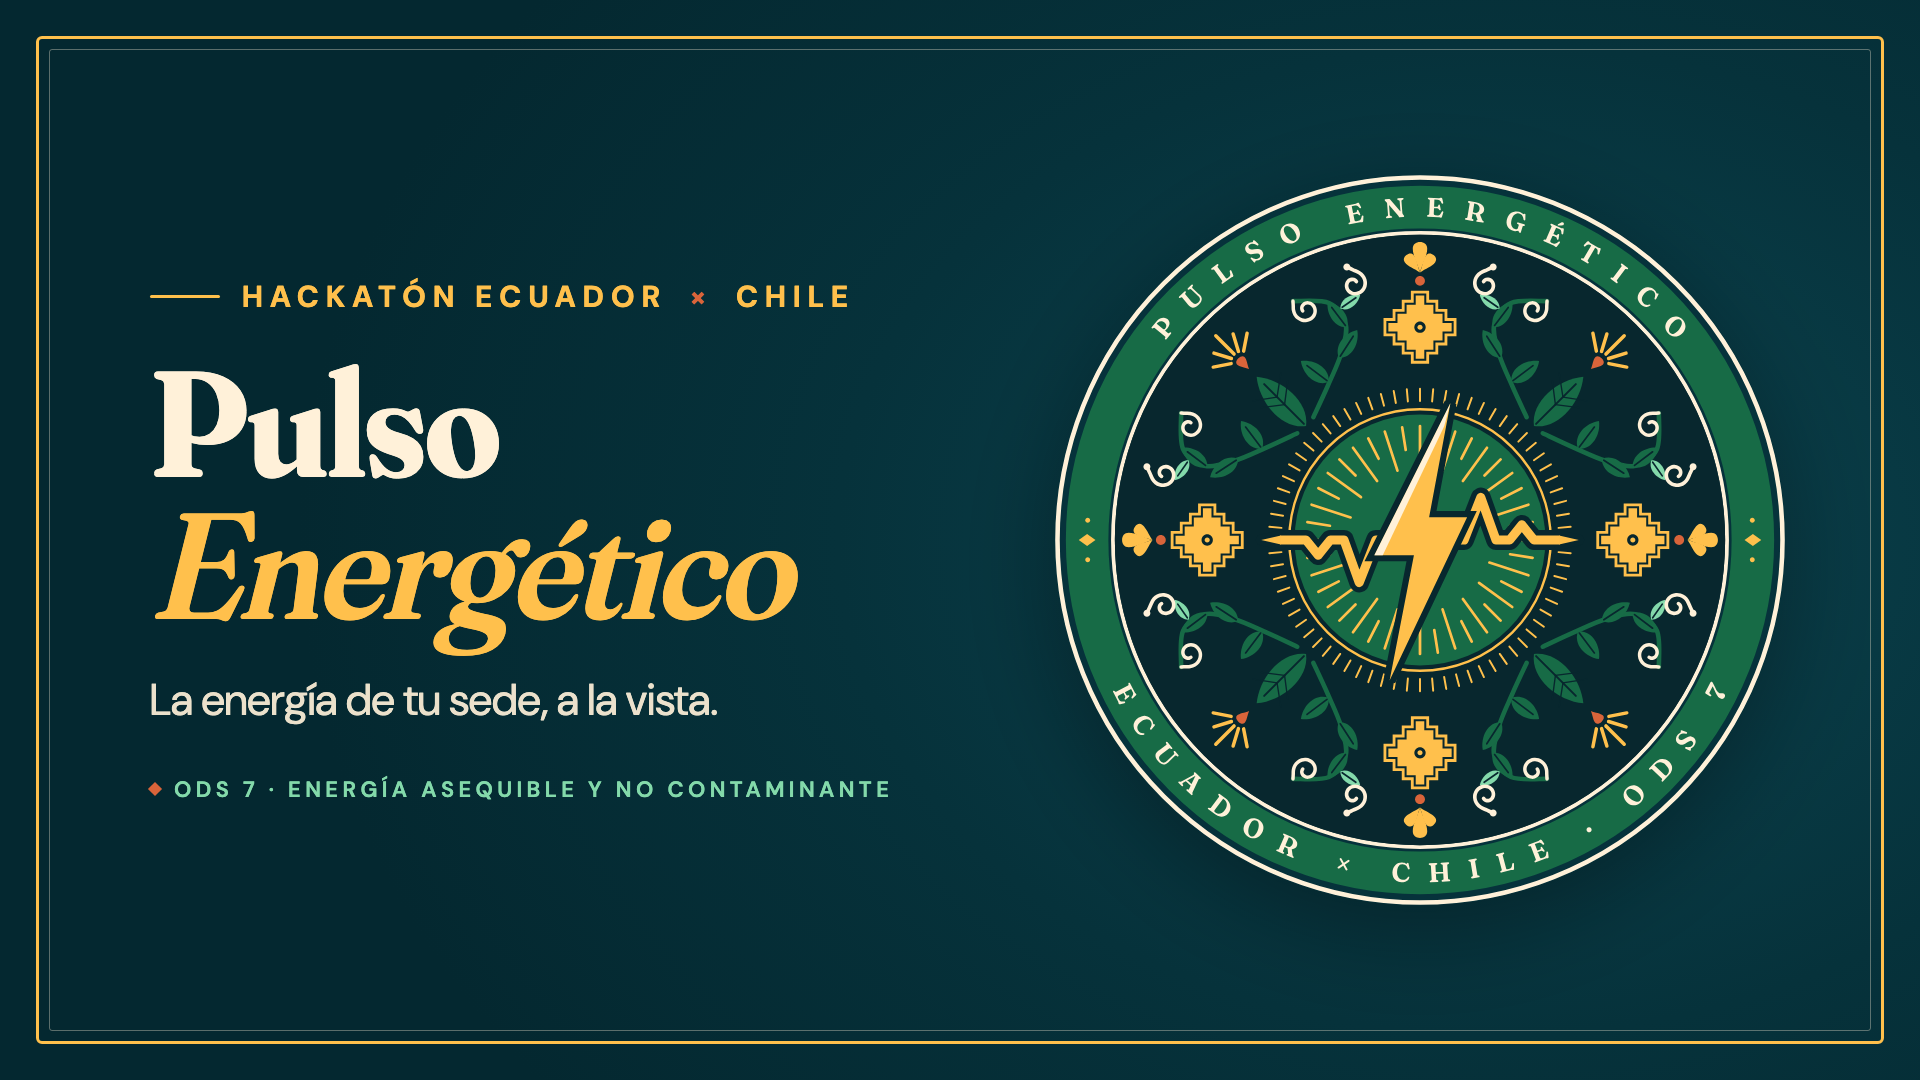 HACKATÓN ECUADOR × CHILE
Pulso
Energético
La energía de tu sede, a la vista.
ODS 7 · ENERGÍA ASEQUIBLE Y NO CONTAMINANTE
PULSO ENERGÉTICO
ECUADOR × CHILE · ODS 7